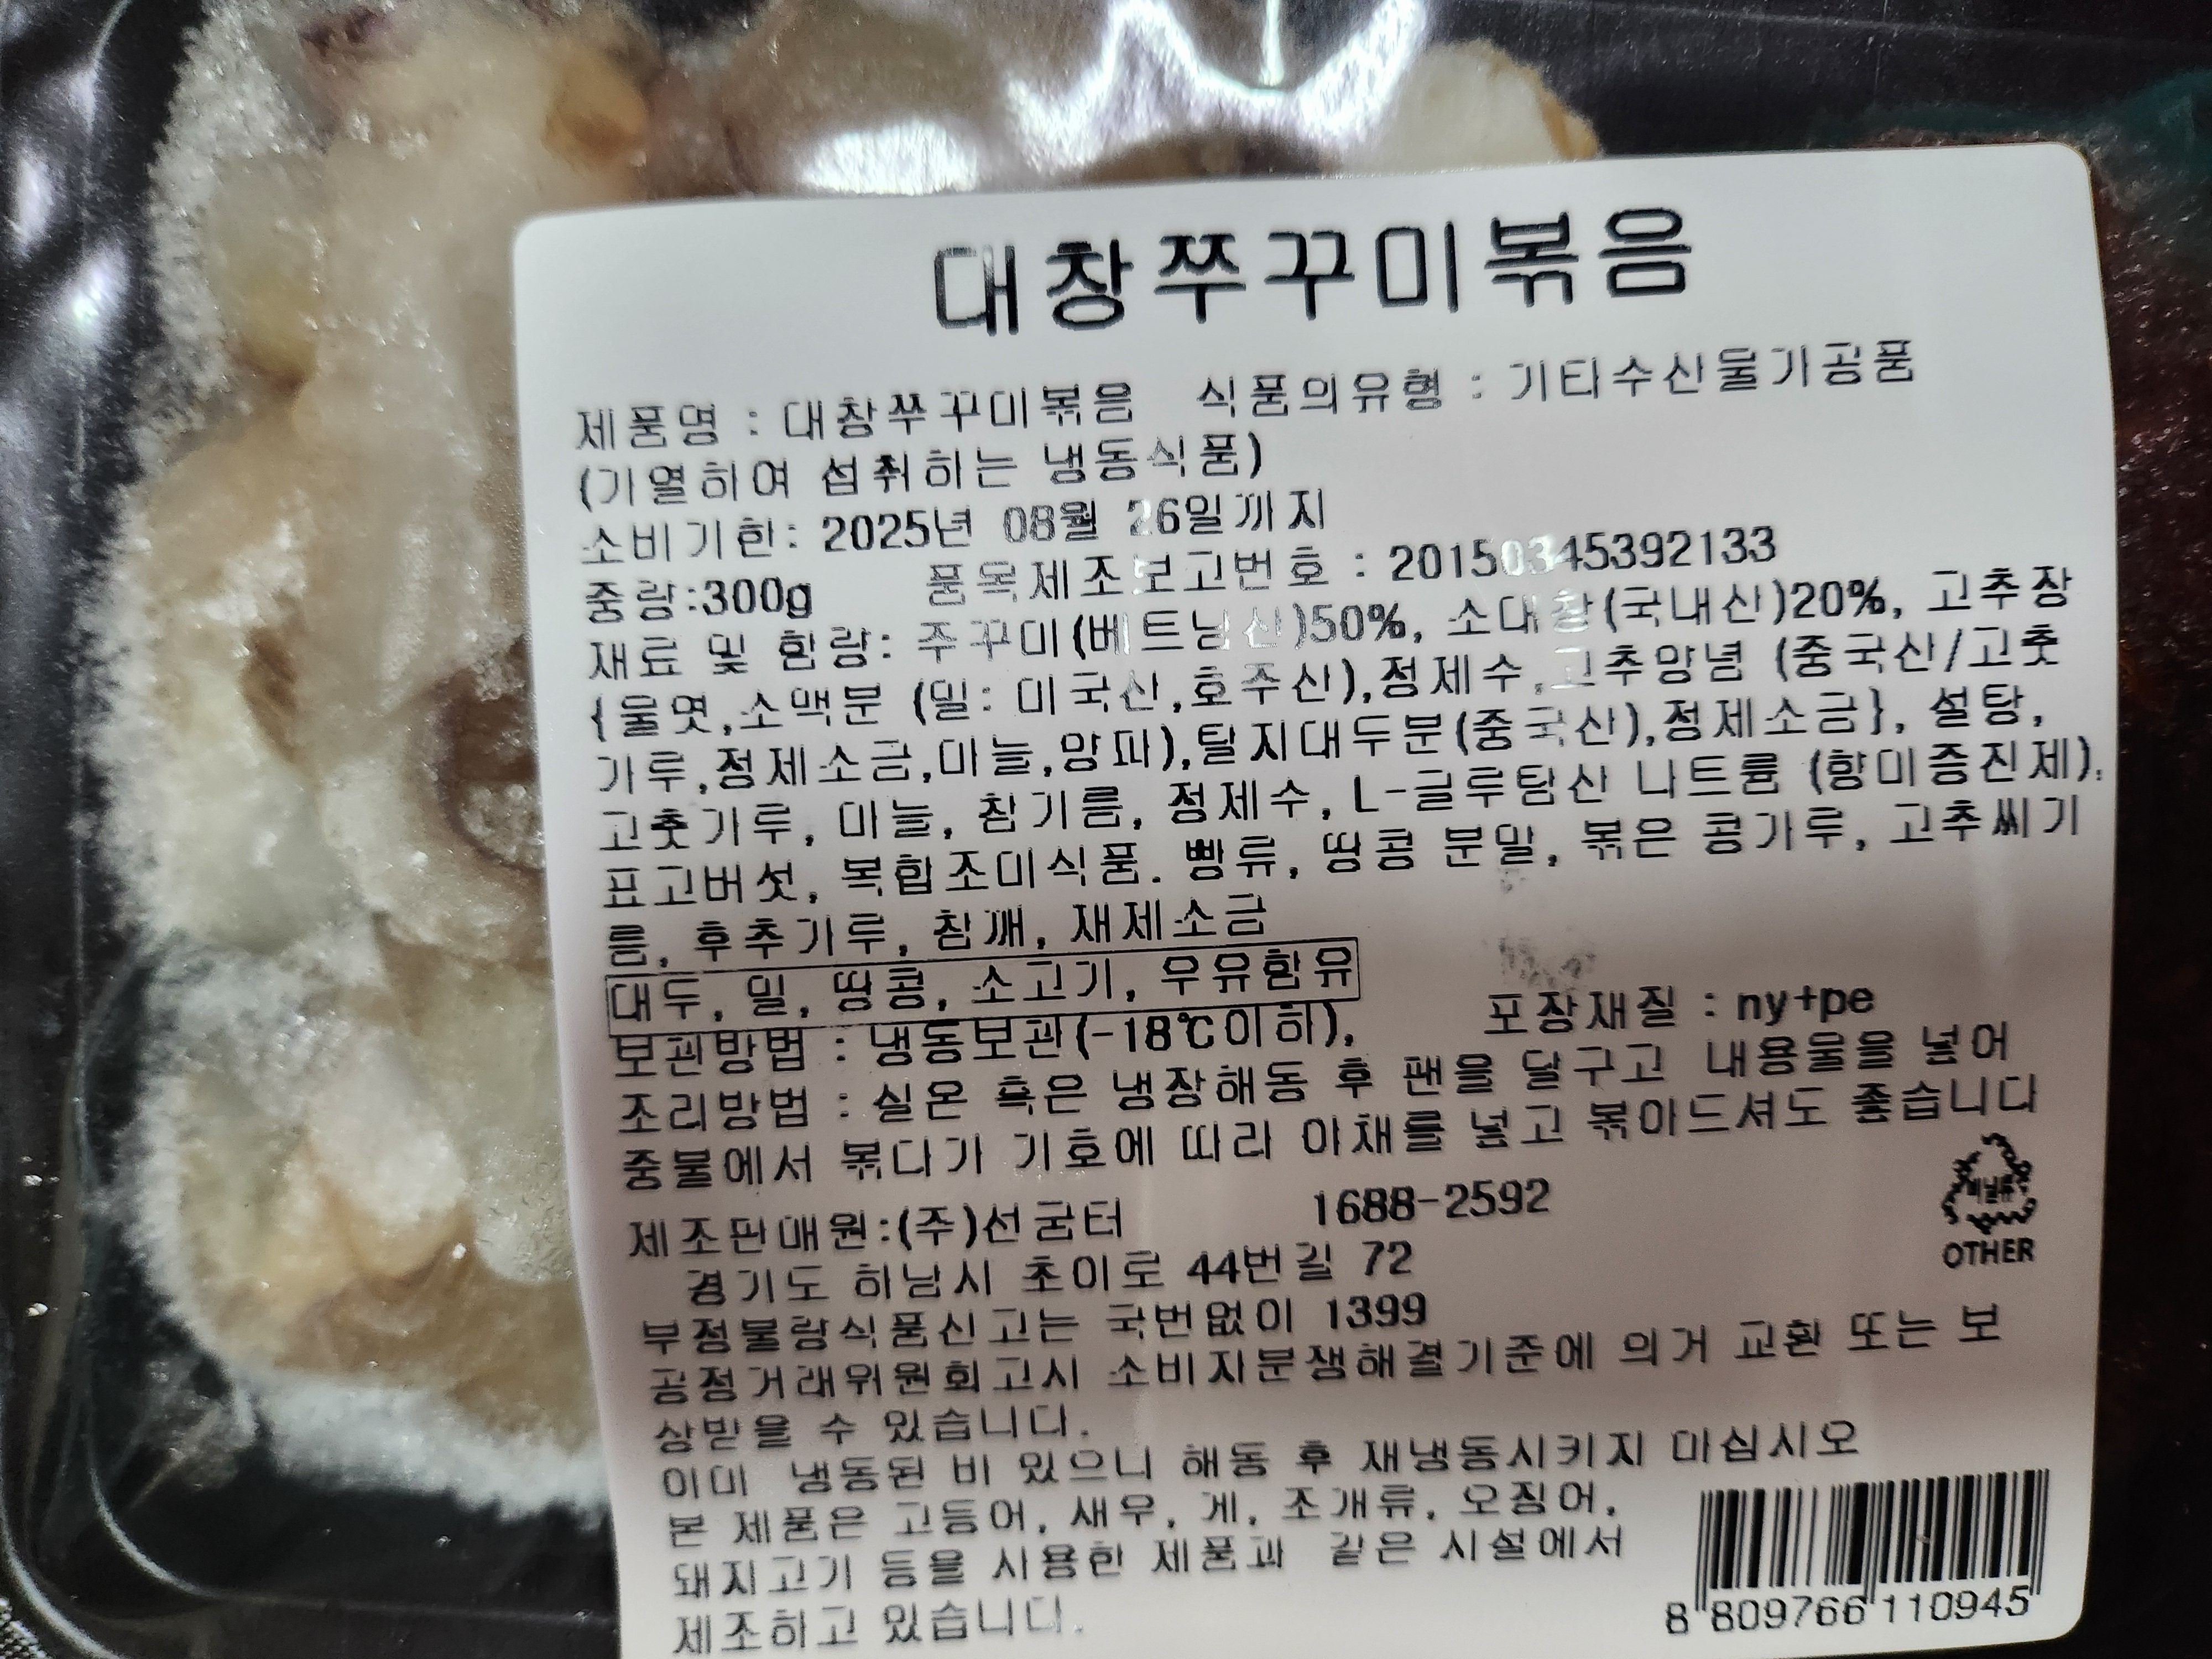 대창쭈꾸미볶음
제품명 : 대창쭈꾸미볶음 식품의유형 : 기타수산물가공품
(가열하여 섭취하는 냉동식품)
소비기한: 2025년 08월 26일까지
중량:300g 품목제조보고번호 : 20150345392133
재료 및 함량: 주꾸미(베트남산)50%, 소대창(국내산)20%, 고추장
{물엿,소맥분 (밀: 미국산,호주산),정제수,고추양념 (중국산/고춧
가루,정제소금,마늘,양파),탈지대두분(중국산),정제소금}, 설탕,
고춧가루, 마늘, 참기름, 정제수, L-글루탐산 나트륨 (향미증진제),
표고버섯, 복합조미식품. 빵류, 땅콩 분말, 볶은 콩가루, 고추씨기
름, 후추가루, 참깨, 재제소금
대두, 밀, 땅콩, 소고기, 우유함유
보관방법 : 냉동보관(-18℃이하), 포장재질 : ny+pe
조리방법 : 실온 혹은 냉장해동 후 팬을 달구고 내용물을 넣어
중불에서 볶다가 기호에 따라 야채를 넣고 볶아드셔도 좋습니다
제조판매원:(주)선굼터 1688-2592
경기도 하남시 초이로 44번길 72
부정불량식품신고는 국번없이 1399
공정거래위원회고시 소비자분쟁해결기준에 의거 교환 또는 보
상받을 수 있습니다.
이미 냉동된 바 있으니 해동 후 재냉동시키지 마십시오
본 제품은 고등어, 새우, 게, 조개류, 오징어,
돼지고기 등을 사용한 제품과 같은 시설에서
제조하고 있습니다.
비닐류
OTHER
8 809766 110945